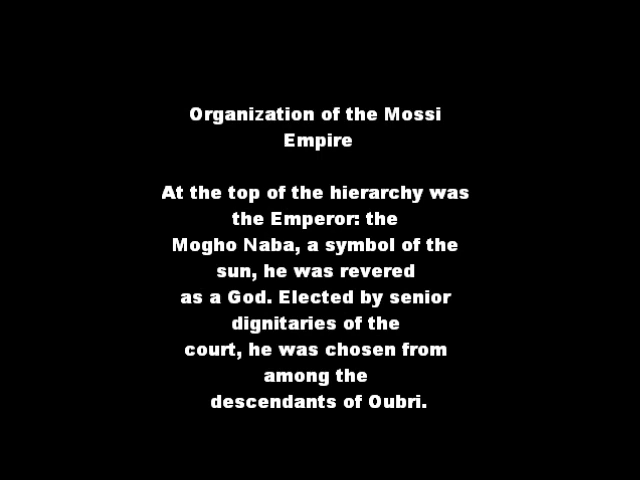 Organization of the Mossi
Empire
At the top of the hierarchy was
the Emperor: the
Mogho Naba, a symbol of the
sun, he was revered
as a God. Elected by senior
dignitaries of the
court, he was chosen from
among the
descendants of Oubri.